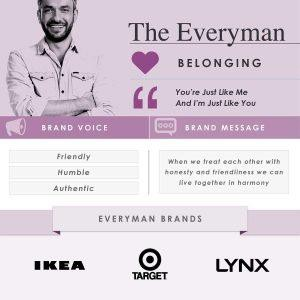 The Everyman
BELONGING
You're Just Like Me
And I'm Just Like You
BRAND VOICE
BRAND MESSAGE
Friendly
Humble
Authentic
When we treat each other with
honesty and friendliness we can
live together in harmony
EVERYMAN BRANDS
IKEA
TARGET
LYNX